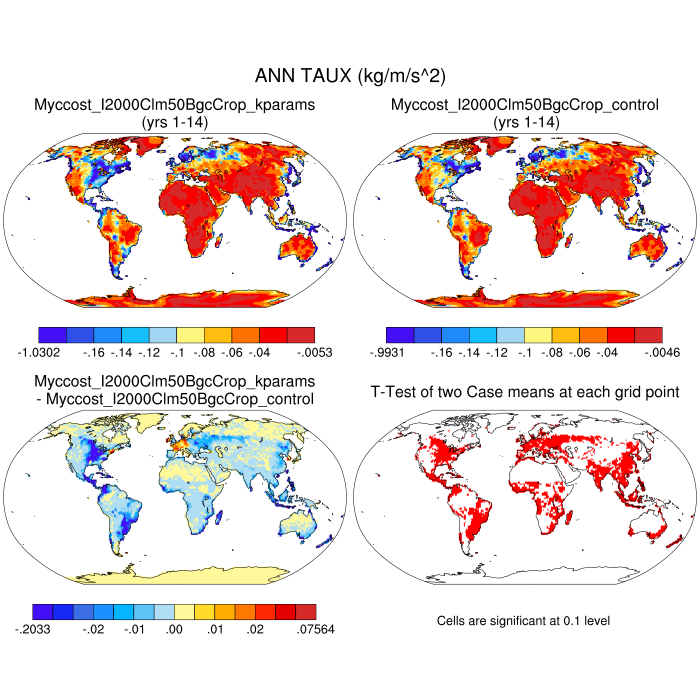 ANN TAUX (kg/m/s^2)
Myccost_I2000Clm50BgcCrop_kparams
(yrs 1-14)
Myccost_I2000Clm50BgcCrop_control
(yrs 1-14)
-1.0302 -.16 -.14 -.12 -.1 -.08 -.06 -.04 -.0053
-.9931 -.16 -.14 -.12 -.1 -.08 -.06 -.04 -.0046
Myccost_I2000Clm50BgcCrop_kparams
- Myccost_I2000Clm50BgcCrop_control
T-Test of two Case means at each grid point
-.2033 -.02 -.01 .00 .01 .02 .07564
Cells are significant at 0.1 level